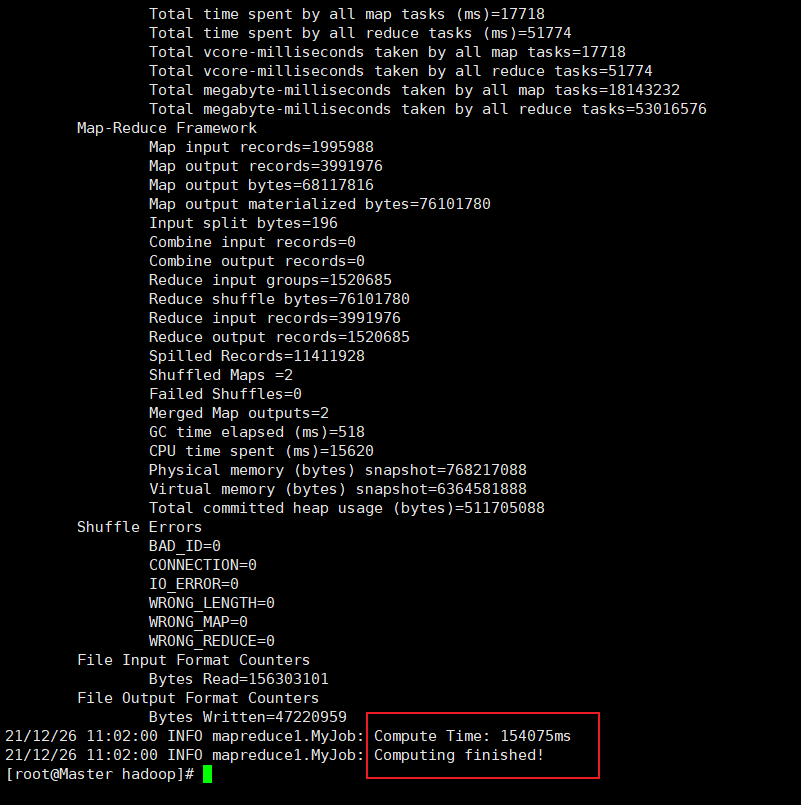 Total time spent by all map tasks (ms)=17718
Total time spent by all reduce tasks (ms)=51774
Total vcore-milliseconds taken by all map tasks=17718
Total vcore-milliseconds taken by all reduce tasks=51774
Total megabyte-milliseconds taken by all map tasks=18143232
Total megabyte-milliseconds taken by all reduce tasks=53016576
Map-Reduce Framework
Map input records=1995988
Map output records=3991976
Map output bytes=68117816
Map output materialized bytes=76101780
Input split bytes=196
Combine input records=0
Combine output records=0
Reduce input groups=1520685
Reduce shuffle bytes=76101780
Reduce input records=3991976
Reduce output records=1520685
Spilled Records=11411928
Shuffled Maps =2
Failed Shuffles=0
Merged Map outputs=2
GC time elapsed (ms)=518
CPU time spent (ms)=15620
Physical memory (bytes) snapshot=768217088
Virtual memory (bytes) snapshot=6364581888
Total committed heap usage (bytes)=511705088
Shuffle Errors
BAD_ID=0
CONNECTION=0
IO_ERROR=0
WRONG_LENGTH=0
WRONG_MAP=0
WRONG_REDUCE=0
File Input Format Counters
Bytes Read=156303101
File Output Format Counters
Bytes Written=47220959
21/12/26 11:02:00 INFO mapreduce1.MyJob: Compute Time: 154075ms
21/12/26 11:02:00 INFO mapreduce1.MyJob: Computing finished!
[root@Master hadoop]#